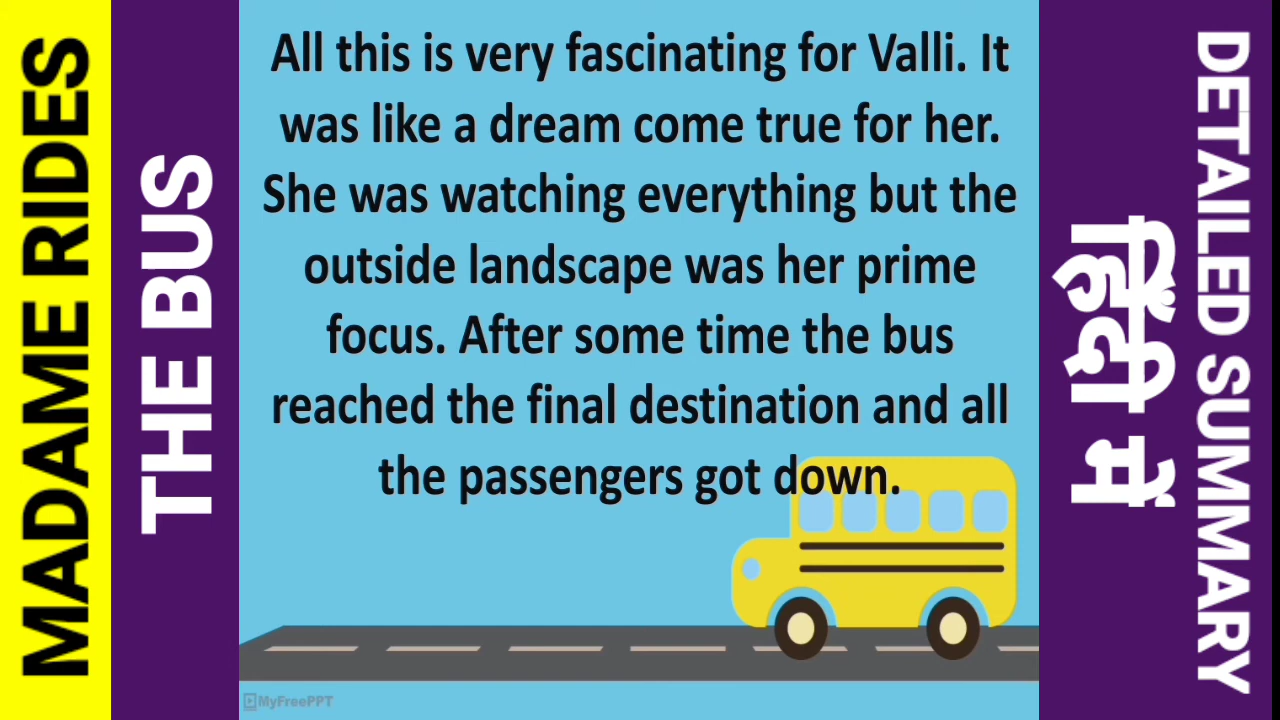 MADAME RIDES
THE BUS
All this is very fascinating for Valli. It
was like a dream come true for her.
She was watching everything but the
outside landscape was her prime
focus. After some time the bus
reached the final destination and all
the passengers got down.
MyFreePPT
हिंदी में
DETAILED SUMMARY